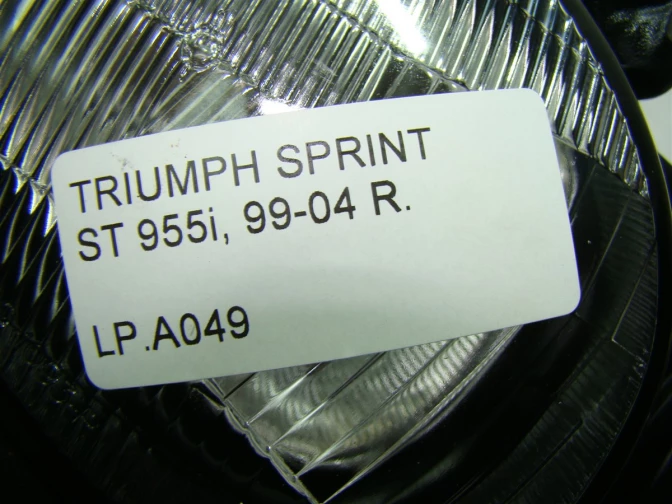 TRIUMPH SPRINT
ST 955i, 99-04 R.
LP.A049